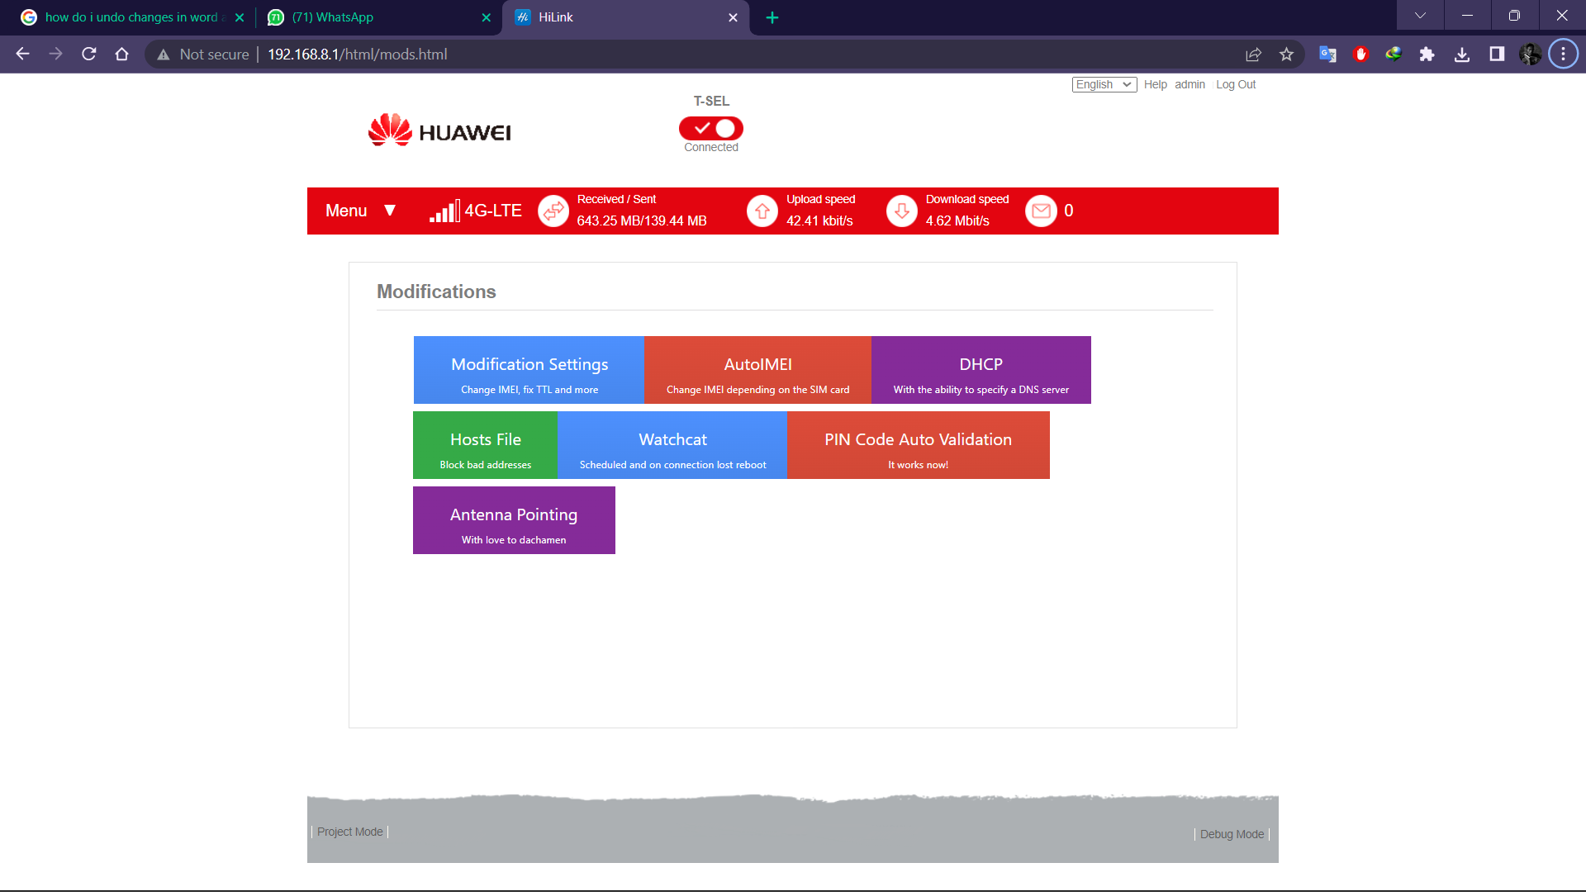 how do i undo changes in word a
(71) WhatsApp
HiLink
Not secure
192.168.8.1/html/mods.html
English
Help
admin
Log Out
HUAWEI
T-SEL
Connected
Menu ▼
4G-LTE
Received / Sent
643.25 MB/139.44 MB
Upload speed
42.41 kbit/s
Download speed
4.62 Mbit/s
0
Modifications
Modification Settings
Change IMEI, fix TTL and more
AutoIMEI
Change IMEI depending on the SIM card
DHCP
With the ability to specify a DNS server
Hosts File
Block bad addresses
Watchcat
Scheduled and on connection lost reboot
PIN Code Auto Validation
It works now!
Antenna Pointing
With love to dachamen
| Project Mode |
| Debug Mode |